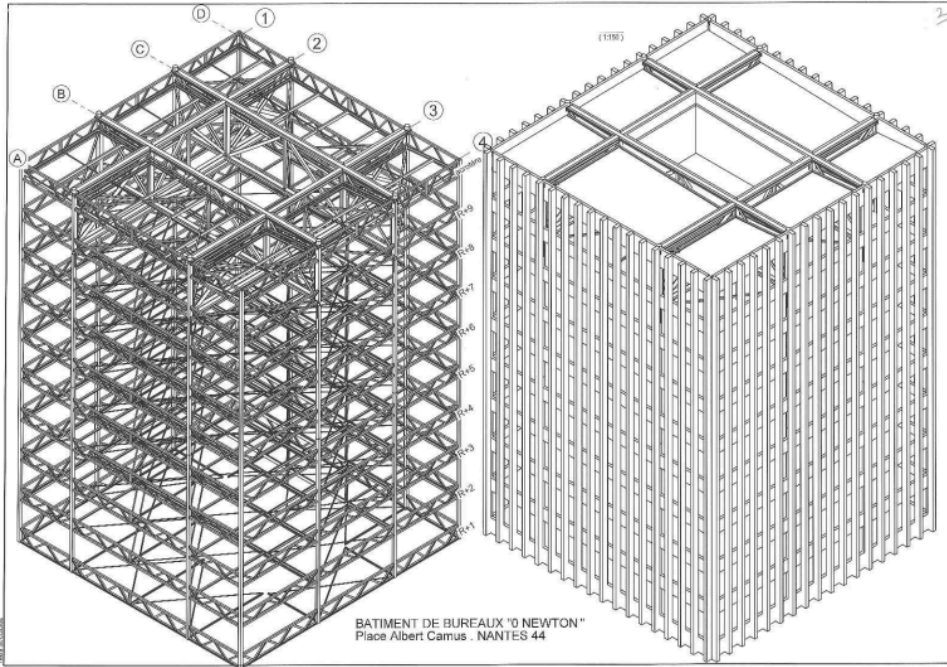 D
1
2
C
3
B
A
4
(1:150)
R+9
R+8
R+7
R+6
R+5
R+4
R+3
R+2
R+1
BATIMENT DE BUREAUX "0 NEWTON "
Place Albert Camus . NANTES 44